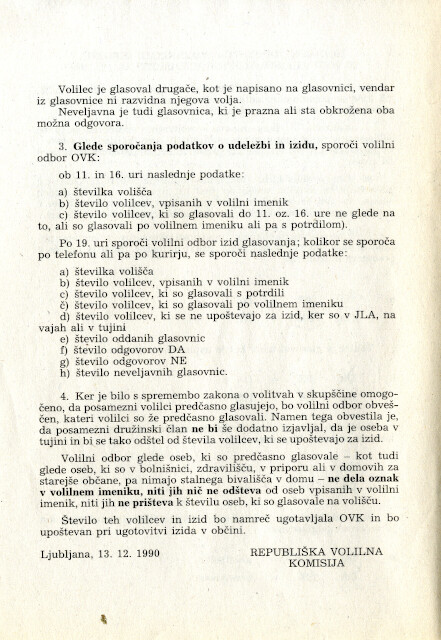 Volilec je glasoval drugače, kot je napisano na glasovnici, vendar
iz glasovnice ni razvidna njegova volja.
Neveljavna je tudi glasovnica, ki je prazna ali sta obkrožena oba
možna odgovora.
3. Glede sporočanja podatkov o udeležbi in izidu, sporoči volilni
odbor OVK:
ob 11. in 16. uri naslednje podatke:
a) številka volišča
b) število volilcev, vpisanih v volilni imenik
c) število volilcev, ki so glasovali do 11. oz. 16. ure ne glede na
to, ali so glasovali po volilnem imeniku ali pa s potrdilom).
Po 19. uri sporoči volilni odbor izid glasovanja; kolikor se sporoča
po telefonu ali pa po kurirju, se sporoči naslednje podatke:
a) številka volišča
b) število volilcev, vpisanih v volilni imenik
c) število volilcev, ki so glasovali s potrdili
č) število volilcev, ki so glasovali po volilnem imeniku
d) število volilcev, ki se ne upoštevajo za izid, ker so v JLA, na
vajah ali v tujini
e) število oddanih glasovnic
f) število odgovorov DA
g) število odgovorov NE
h) število neveljavnih glasovnic.
4. Ker je bilo s spremembo zakona o volitvah v skupščine omogo-
čeno, da posamezni volilci predčasno glasujejo, bo volilni odbor obveš-
čen, kateri volilci so že predčasno glasovali. Namen tega obvestila je,
da posamezni družinski član ne bi še dodatno izjavljal, da je oseba v
tujini in bi se tako odštel od števila volilcev, ki se upoštevajo za izid.
Volilni odbor glede oseb, ki so predčasno glasovale – kot tudi
glede oseb, ki so v bolnišnici, zdravilišču, v priporu ali v domovih za
starejše občane, pa nimajo stalnega bivališča v domu – ne dela oznak
v volilnem imeniku, niti jih nič ne odšteva od oseb vpisanih v volilni
imenik, niti jih ne prišteva k številu oseb, ki so glasovale na volišču.
Število teh volilcev in izid bo namreč ugotavljala OVK in bo
upoštevan pri ugotovitvi izida v občini.
Ljubljana, 13. 12. 1990 REPUBLIŠKA VOLILNA
KOMISIJA